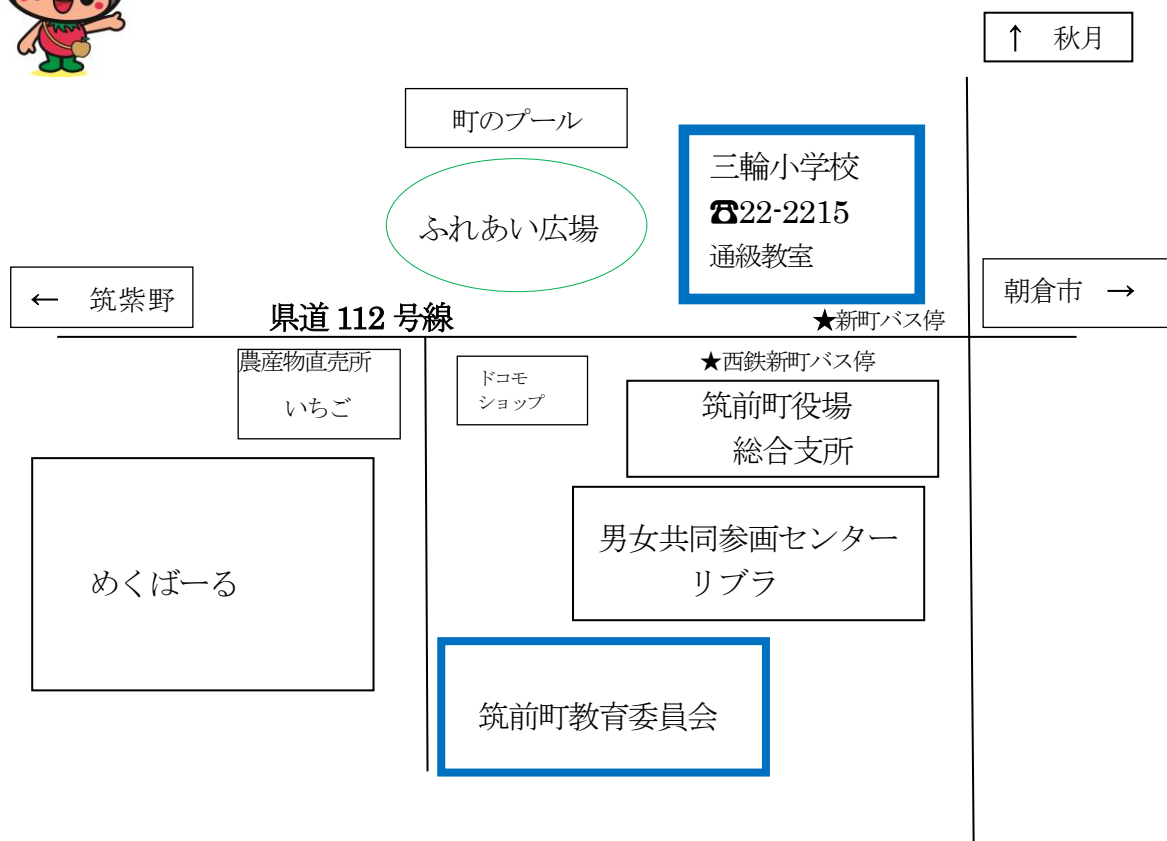 ↑ 秋月
町のプール
三輪小学校
☎22-2215
通級教室
ふれあい広場
← 筑紫野
朝倉市 →
県道 112 号線
★新町バス停
農産物直売所
いちご
ドコモ
ショップ
★西鉄新町バス停
筑前町役場
総合支所
男女共同参画センター
リブラ
めくばーる
筑前町教育委員会